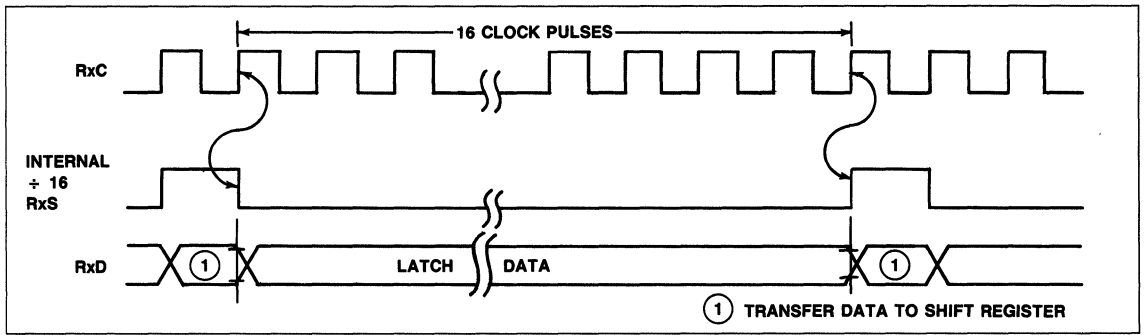 16 CLOCK PULSES
RxC
INTERNAL
÷ 16
RxS
RxD
1
LATCH DATA
1
1 TRANSFER DATA TO SHIFT REGISTER